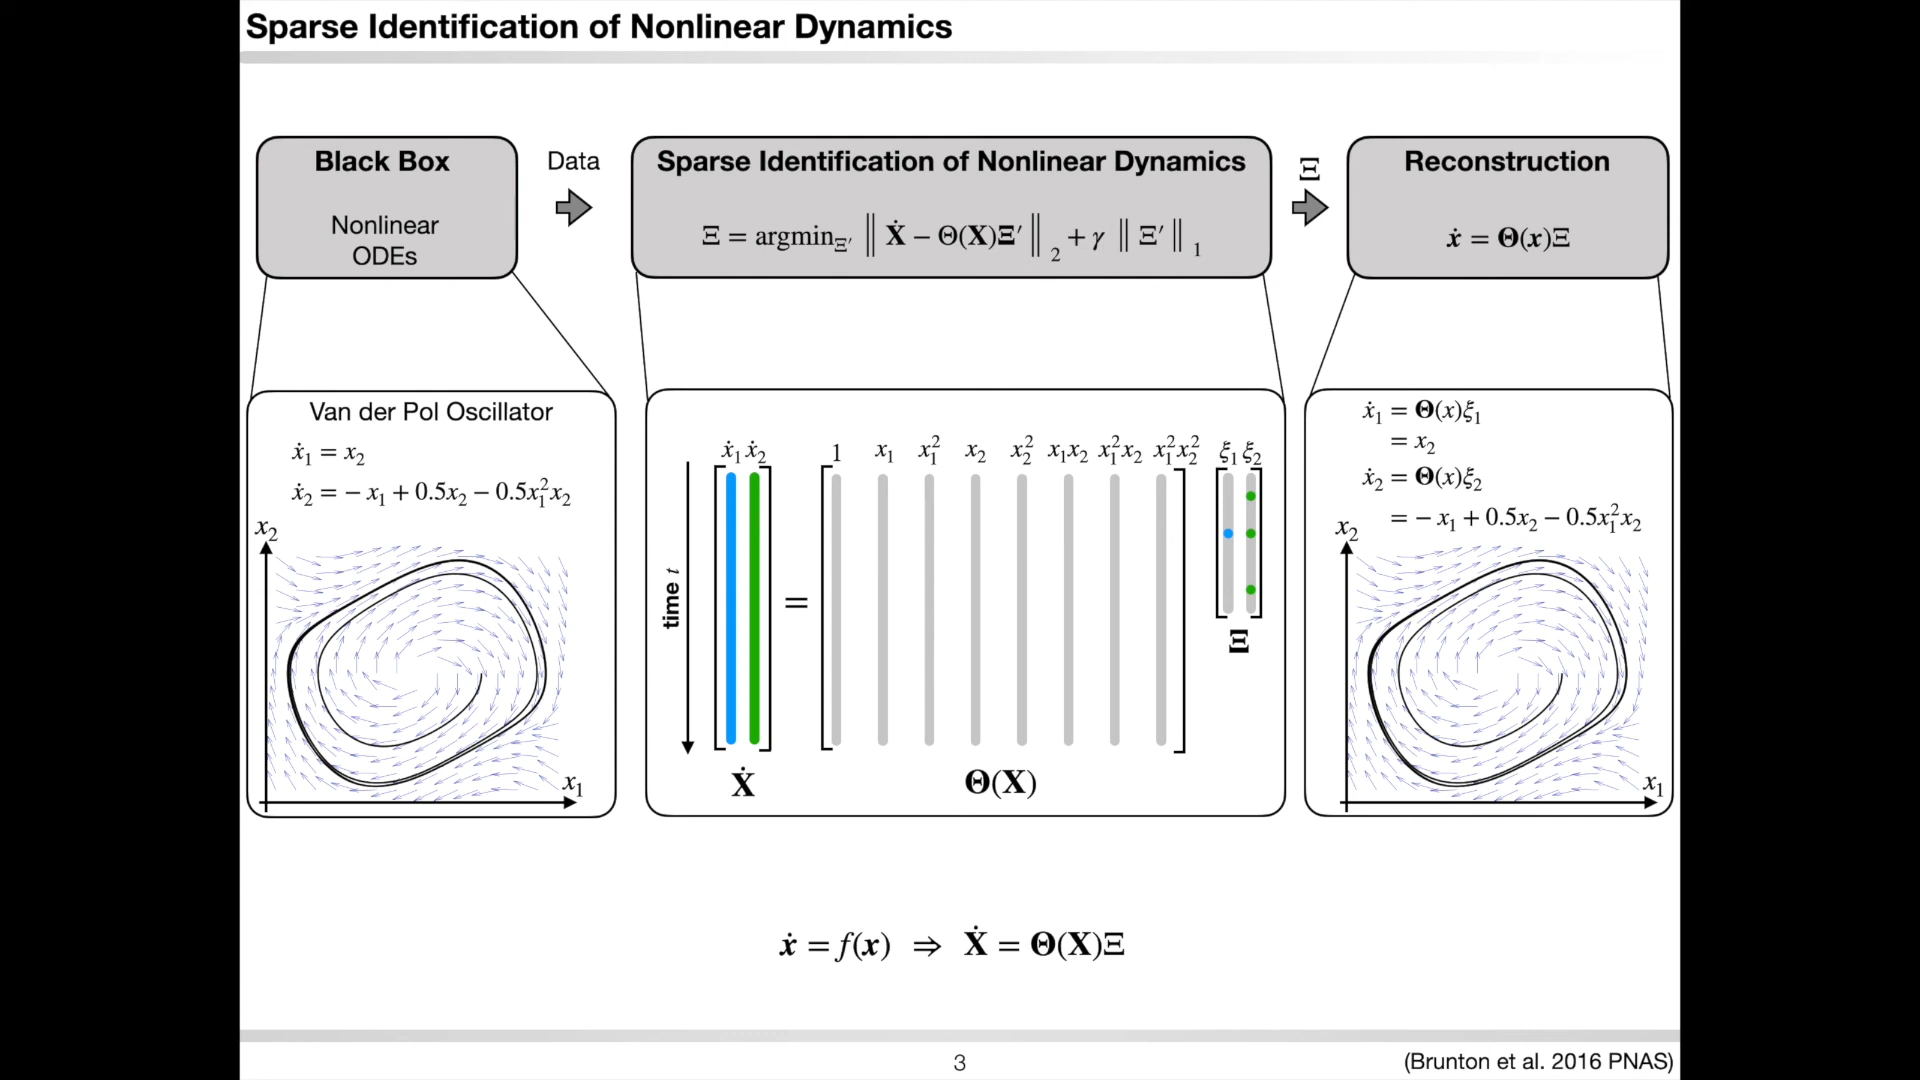 Sparse Identification of Nonlinear Dynamics
Black Box
Nonlinear
ODEs
Data
Sparse Identification of Nonlinear Dynamics
Ξ = argmin_Ξ′ ‖ Ẋ − Θ(X)Ξ′ ‖₂ + γ ‖ Ξ′ ‖₁
Ξ
Reconstruction
ẋ = Θ(x)Ξ
Van der Pol Oscillator
ẋ₁ = x₂
ẋ₂ = − x₁ + 0.5x₂ − 0.5x₁²x₂
x₂
x₁
time t
ẋ₁ ẋ₂
Ẋ
=
1 x₁ x₁² x₂ x₂² x₁x₂ x₁²x₂ x₁²x₂²
Θ(X)
ξ₁ ξ₂
Ξ
ẋ₁ = Θ(x)ξ₁
= x₂
ẋ₂ = Θ(x)ξ₂
= − x₁ + 0.5x₂ − 0.5x₁²x₂
x₂
x₁
ẋ = f(x) ⇒ Ẋ = Θ(X)Ξ
3
(Brunton et al. 2016 PNAS)